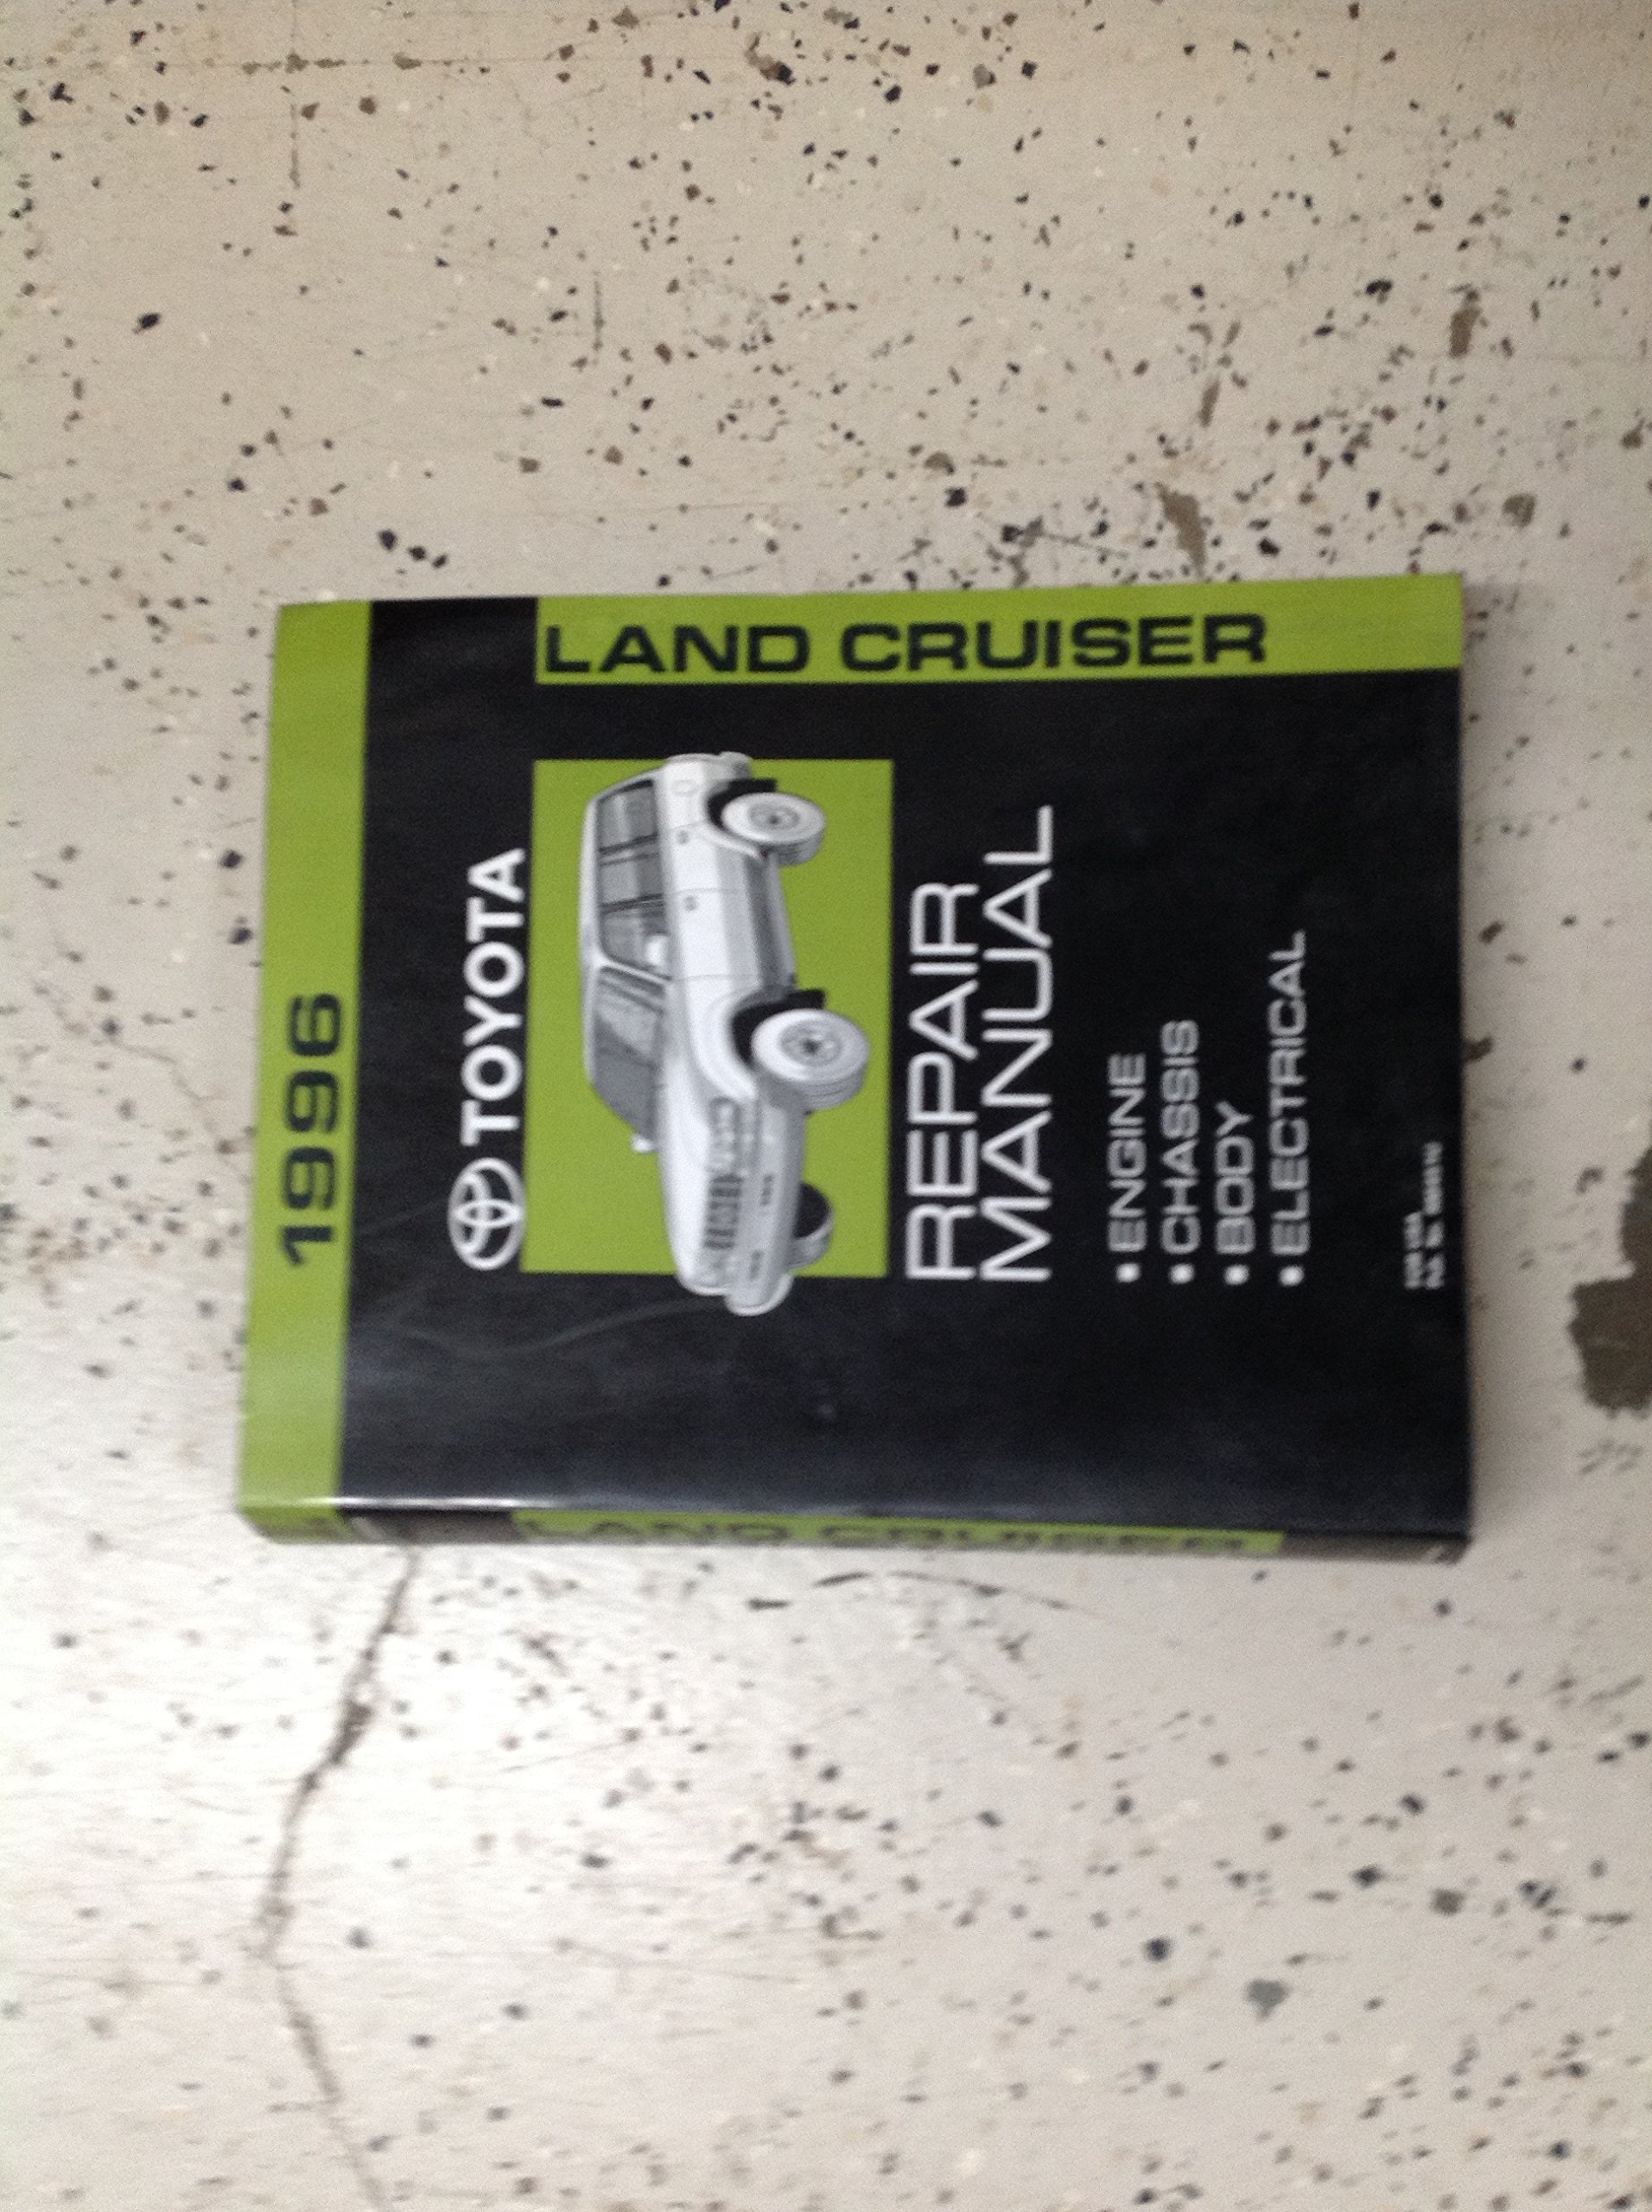 1996
TOYOTA
LAND CRUISER
REPAIR
MANUAL
• ENGINE
• CHASSIS
• BODY
• ELECTRICAL
LAND CRUISER